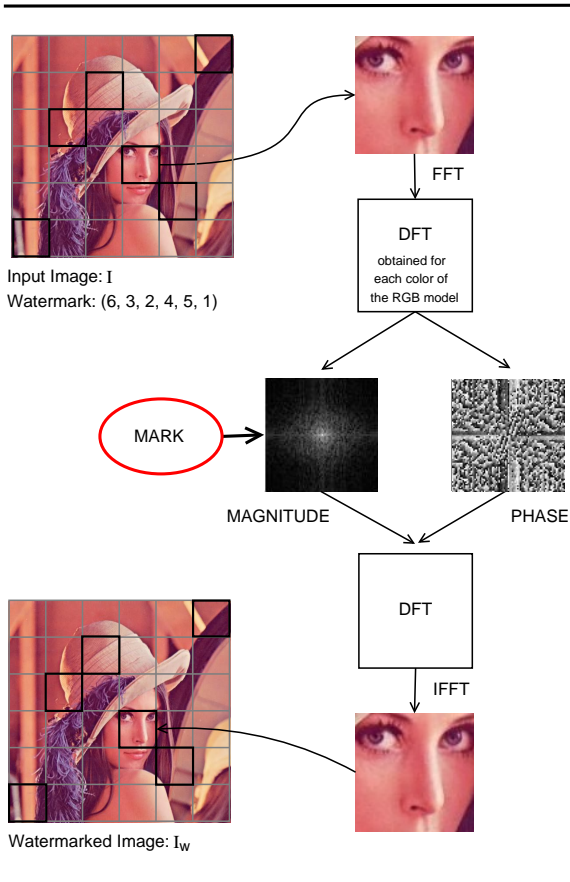 FFT
DFT
obtained for
each color of
the RGB model
Input Image: I
Watermark: (6, 3, 2, 4, 5, 1)
MARK
MAGNITUDE
PHASE
DFT
IFFT
Watermarked Image: Iw